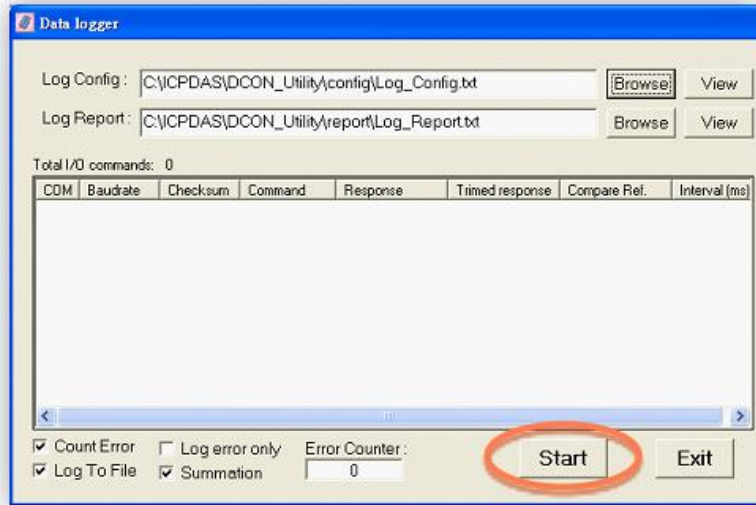 Data logger
Log Config : C:\ICPDAS\DCON_Utility\config\Log_Config.txt Browse View
Log Report : C:\ICPDAS\DCON_Utility\report\Log_Report.txt Browse View
Total I/O commands: 0
COM Baudrate Checksum Command Response Trimed response Compare Ref. Interval (ms)
Count Error Log error only Error Counter : Start Exit
Log To File Summation 0